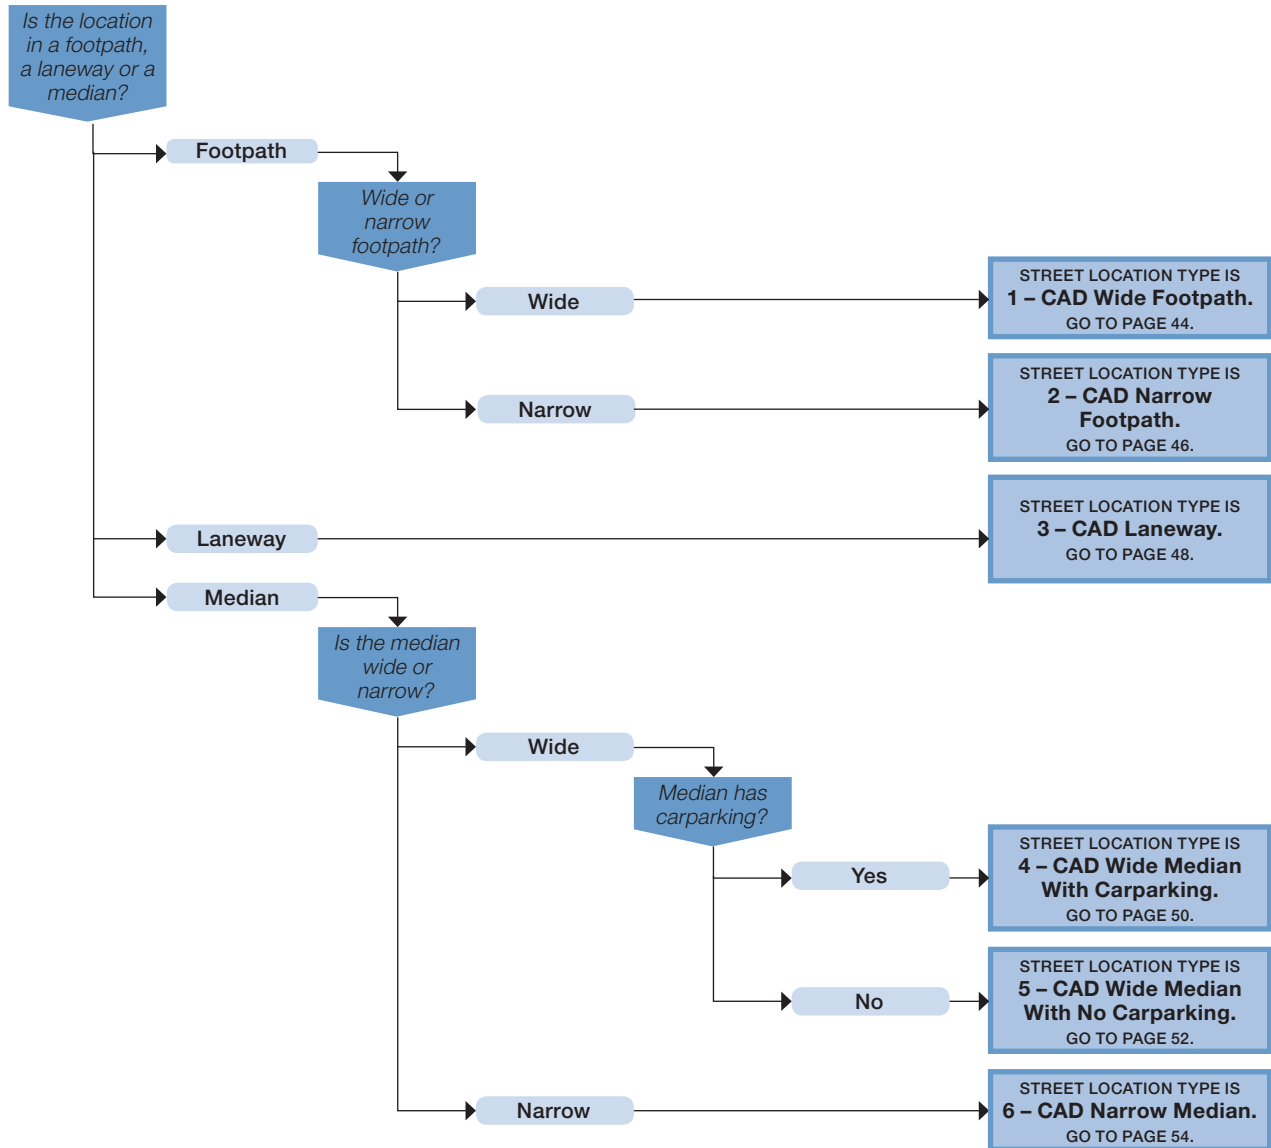 Is the location
in a footpath,
a laneway or a
median?
Footpath
Wide or
narrow
footpath?
Wide
STREET LOCATION TYPE IS
1 – CAD Wide Footpath.
GO TO PAGE 44.
Narrow
STREET LOCATION TYPE IS
2 – CAD Narrow
Footpath.
GO TO PAGE 46.
Laneway
STREET LOCATION TYPE IS
3 – CAD Laneway.
GO TO PAGE 48.
Median
Is the median
wide or
narrow?
Wide
Median has
carparking?
Yes
STREET LOCATION TYPE IS
4 – CAD Wide Median
With Carparking.
GO TO PAGE 50.
No
STREET LOCATION TYPE IS
5 – CAD Wide Median
With No Carparking.
GO TO PAGE 52.
Narrow
STREET LOCATION TYPE IS
6 – CAD Narrow Median.
GO TO PAGE 54.